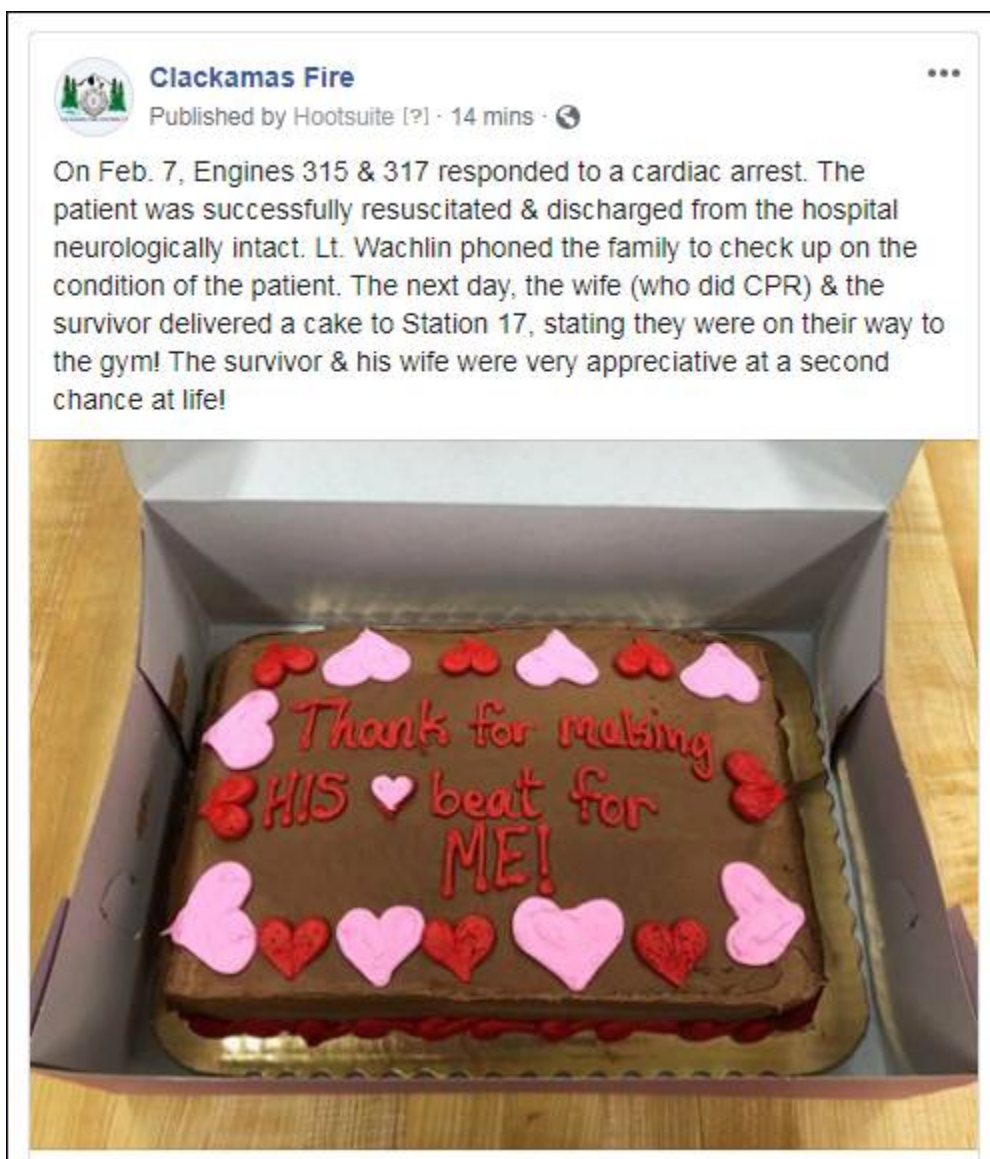 Clackamas Fire
Published by Hootsuite [?] · 14 mins ·
On Feb. 7, Engines 315 & 317 responded to a cardiac arrest. The
patient was successfully resuscitated & discharged from the hospital
neurologically intact. Lt. Wachlin phoned the family to check up on the
condition of the patient. The next day, the wife (who did CPR) & the
survivor delivered a cake to Station 17, stating they were on their way to
the gym! The survivor & his wife were very appreciative at a second
chance at life!
Thank for making
HIS beat for
ME!